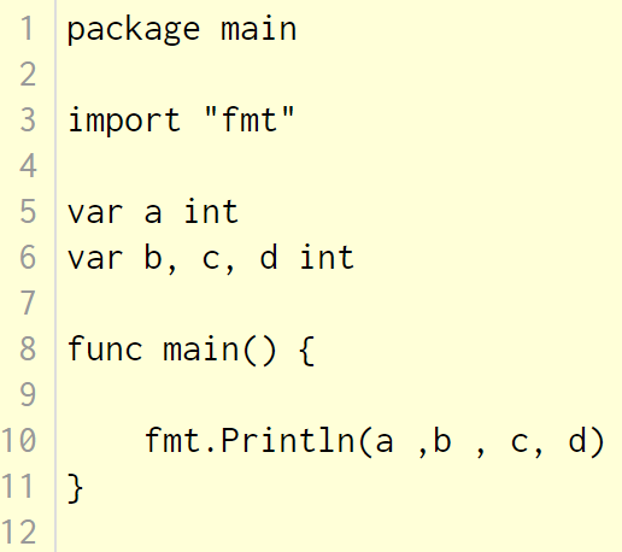 1 package main
2
3 import "fmt"
4
5 var a int
6 var b, c, d int
7
8 func main() {
9
10     fmt.Println(a ,b , c, d)
11 }
12